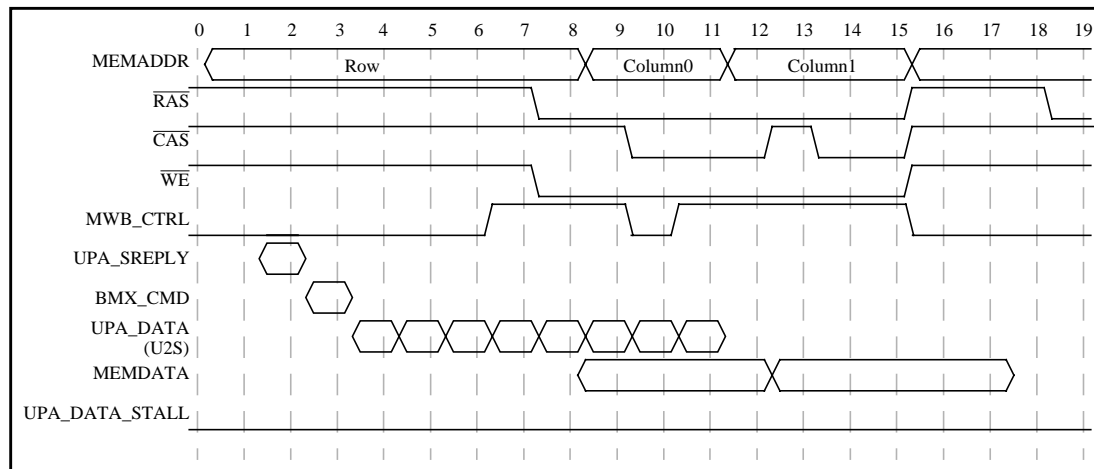 0 1 2 3 4 5 6 7 8 9 10 11 12 13 14 15 16 17 18 19
MEMADDR Row Column0 Column1
RAS
CAS
WE
MWB_CTRL
UPA_SREPLY
BMX_CMD
UPA_DATA
(U2S)
MEMDATA
UPA_DATA_STALL